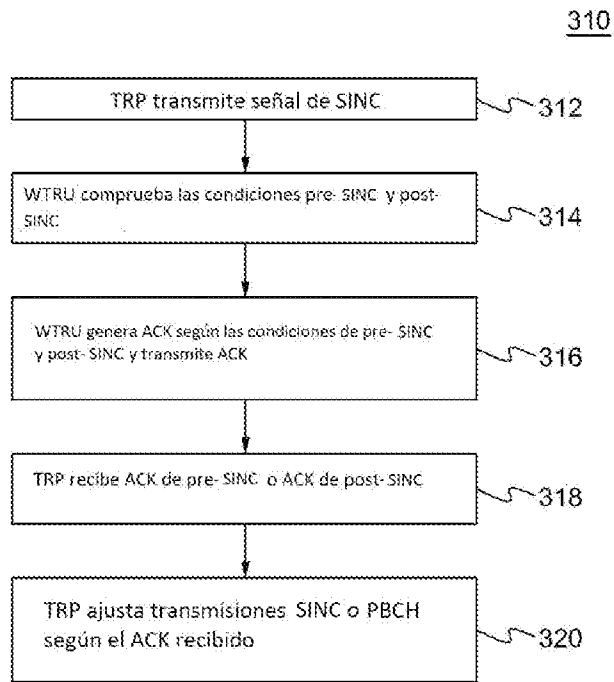 310
TRP transmite señal de SINC
312
WTRU comprueba las condiciones pre- SINC y post-
SINC
314
WTRU genera ACK según las condiciones de pre- SINC
y post- SINC y transmite ACK
316
TRP recibe ACK de pre- SINC o ACK de post- SINC
318
TRP ajusta transmisiones SINC o PBCH
según el ACK recibido
320